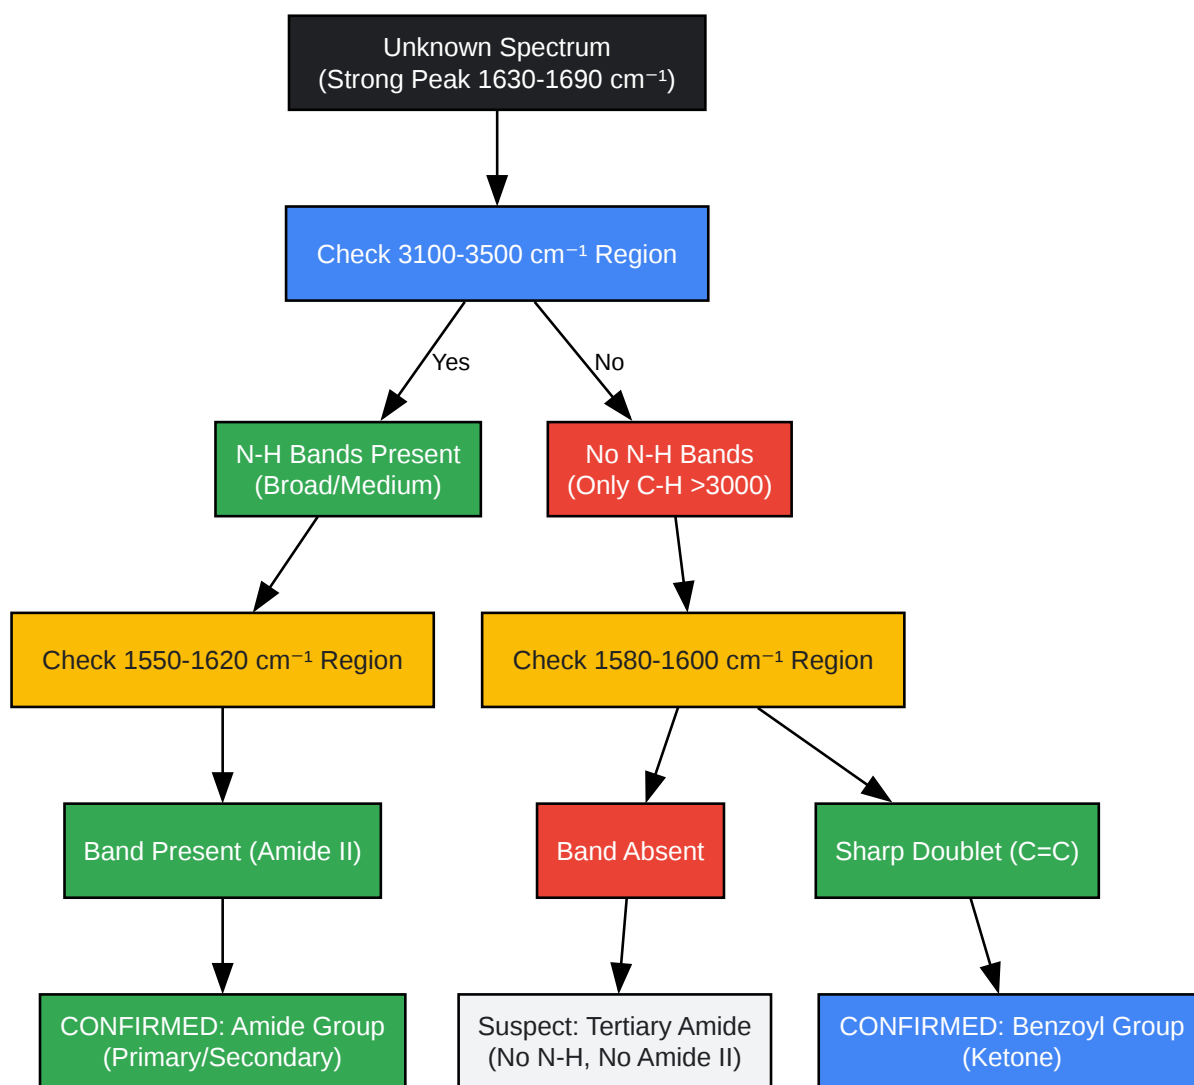 Unknown Spectrum
(Strong Peak 1630-1690 cm⁻¹)
Check 3100-3500 cm⁻¹ Region
Yes
No
N-H Bands Present
(Broad/Medium)
No N-H Bands
(Only C-H >3000)
Check 1550-1620 cm⁻¹ Region
Check 1580-1600 cm⁻¹ Region
Band Present (Amide II)
Band Absent
Sharp Doublet (C=C)
CONFIRMED: Amide Group
(Primary/Secondary)
Suspect: Tertiary Amide
(No N-H, No Amide II)
CONFIRMED: Benzoyl Group
(Ketone)